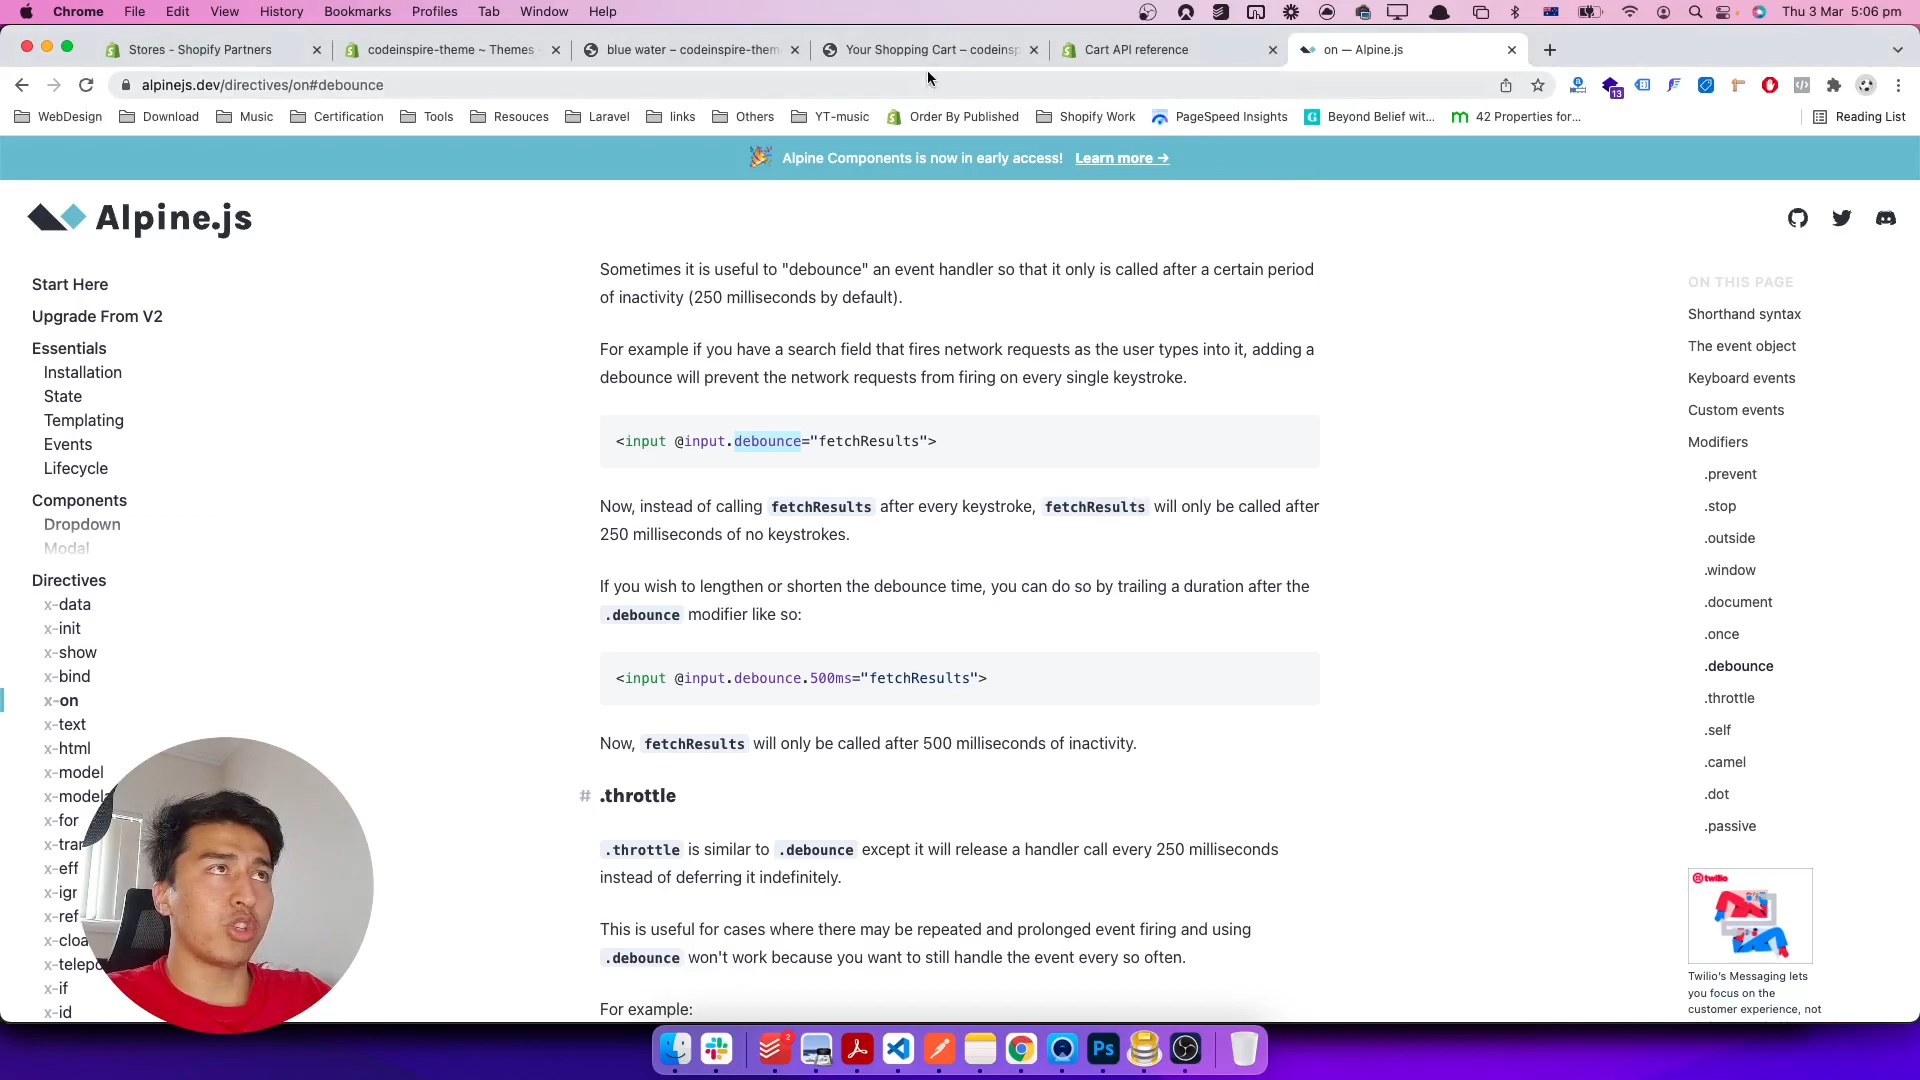 Chrome File Edit View History Bookmarks Profiles Tab Window Help Thu 3 Mar 5:06 pm
Stores - Shopify Partners codeinspire-theme ~ Themes - blue water – codeinspire-them Your Shopping Cart – codeinsp Cart API reference on — Alpine.js
alpinejs.dev/directives/on#debounce 13
WebDesign Download Music Certification Tools Resouces Laravel links Others YT-music Order By Published Shopify Work PageSpeed Insights Beyond Belief wit... 42 Properties for... Reading List
Alpine Components is now in early access! Learn more →
Alpine.js
Start Here
Upgrade From V2
Essentials
Installation
State
Templating
Events
Lifecycle
Components
Dropdown
Modal
Directives
x-data
x-init
x-show
x-bind
x-on
x-text
x-html
x-model
x-modela
x-for
x-tran
x-eff
x-ign
x-ref
x-cloa
x-telepo
x-if
x-id
Sometimes it is useful to "debounce" an event handler so that it only is called after a certain period
of inactivity (250 milliseconds by default).
For example if you have a search field that fires network requests as the user types into it, adding a
debounce will prevent the network requests from firing on every single keystroke.
<input @input.debounce="fetchResults">
Now, instead of calling fetchResults after every keystroke, fetchResults will only be called after
250 milliseconds of no keystrokes.
If you wish to lengthen or shorten the debounce time, you can do so by trailing a duration after the
.debounce modifier like so:
<input @input.debounce.500ms="fetchResults">
Now, fetchResults will only be called after 500 milliseconds of inactivity.
# .throttle
.throttle is similar to .debounce except it will release a handler call every 250 milliseconds
instead of deferring it indefinitely.
This is useful for cases where there may be repeated and prolonged event firing and using
.debounce won't work because you want to still handle the event every so often.
For example:
ON THIS PAGE
Shorthand syntax
The event object
Keyboard events
Custom events
Modifiers
.prevent
.stop
.outside
.window
.document
.once
.debounce
.throttle
.self
.camel
.dot
.passive
twilio
Twilio's Messaging lets
you focus on the
customer experience, not
2
Ps